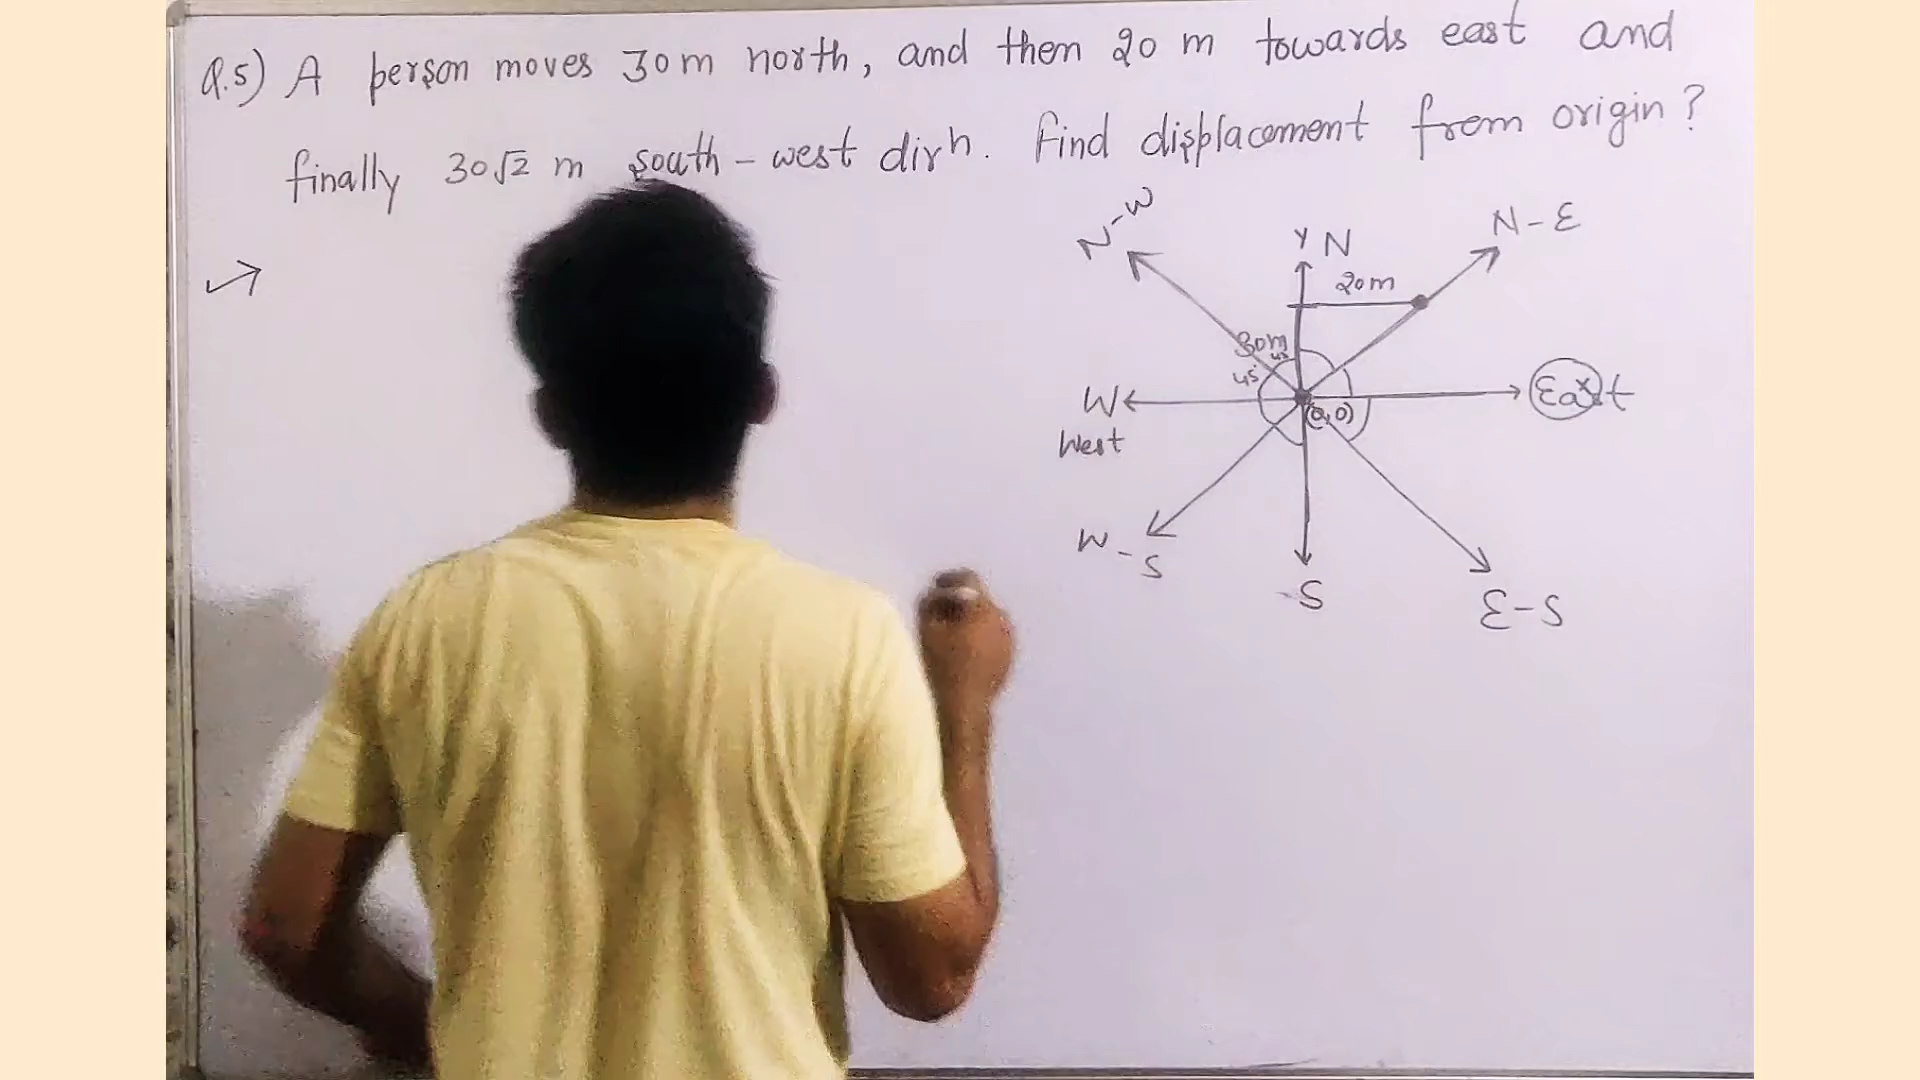 Q.5) A person moves 30 m north, and then 20 m towards east and
finally 30√2 m south-west dirn. Find displacement from origin?
N-W
Y N
N-E
20m
30m
45
45
W
West
(0,0)
East
X
W-S
S
E-S